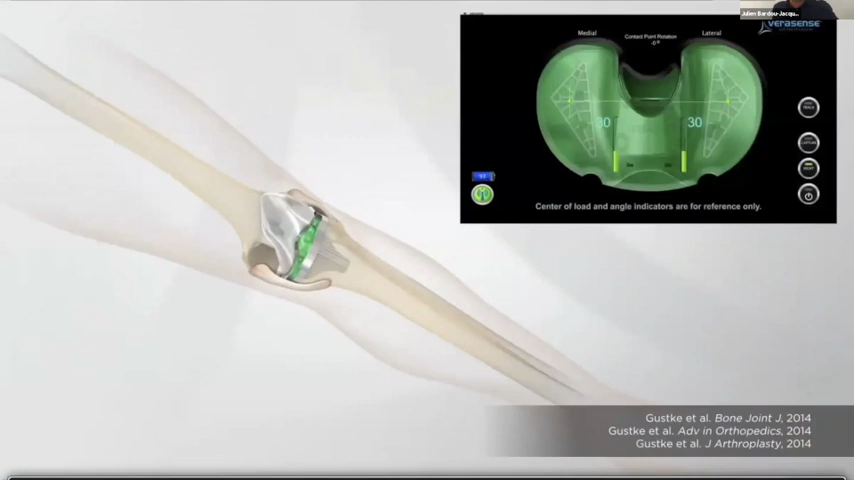 Julien Bardou-Jacqu...
VERASENSE
Medial
Contact Point Rotation
Lateral
-0°
30
30
Center of load and angle indicators are for reference only.
Gustke et al. Bone Joint J, 2014
Gustke et al. Adv in Orthopedics, 2014
Gustke et al. J Arthroplasty, 2014